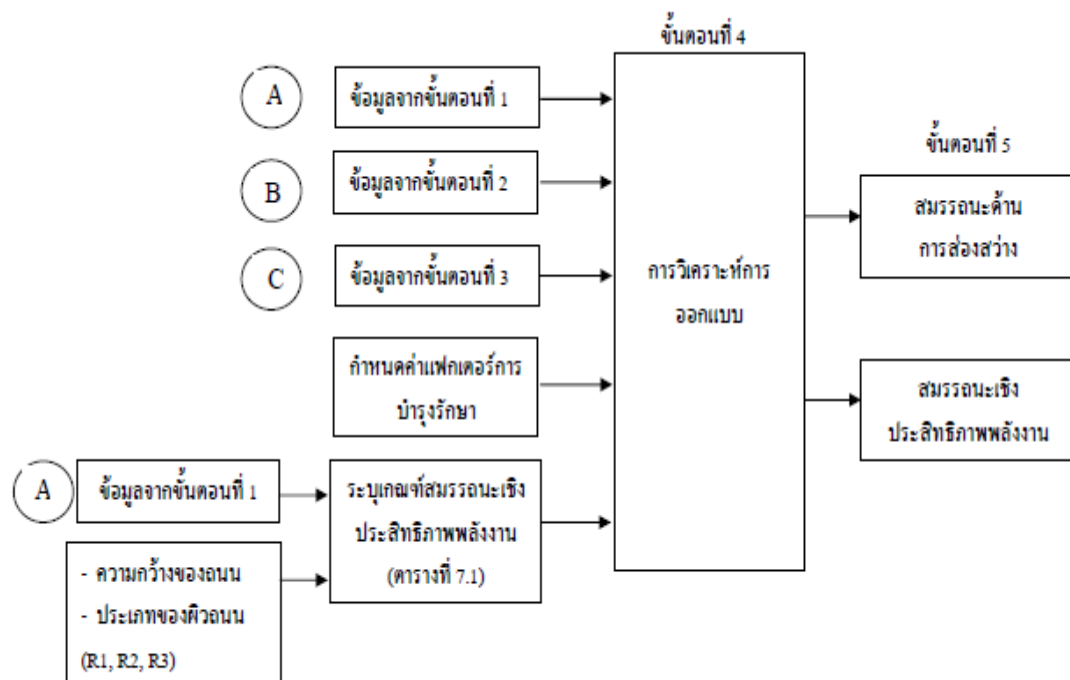 ขั้นตอนที่ 4
A
ข้อมูลจากขั้นตอนที่ 1
B
ข้อมูลจากขั้นตอนที่ 2
C
ข้อมูลจากขั้นตอนที่ 3
กำหนดค่าแฟกเตอร์การ
บำรุงรักษา
A
ข้อมูลจากขั้นตอนที่ 1
- ความกว้างของถนน
- ประเภทของผิวถนน
(R1, R2, R3)
ระบุเกณฑ์สมรรถนะเชิง
ประสิทธิภาพพลังงาน
(ตารางที่ 7.1)
การวิเคราะห์การ
ออกแบบ
ขั้นตอนที่ 5
สมรรถนะด้าน
การส่องสว่าง
สมรรถนะเชิง
ประสิทธิภาพพลังงาน